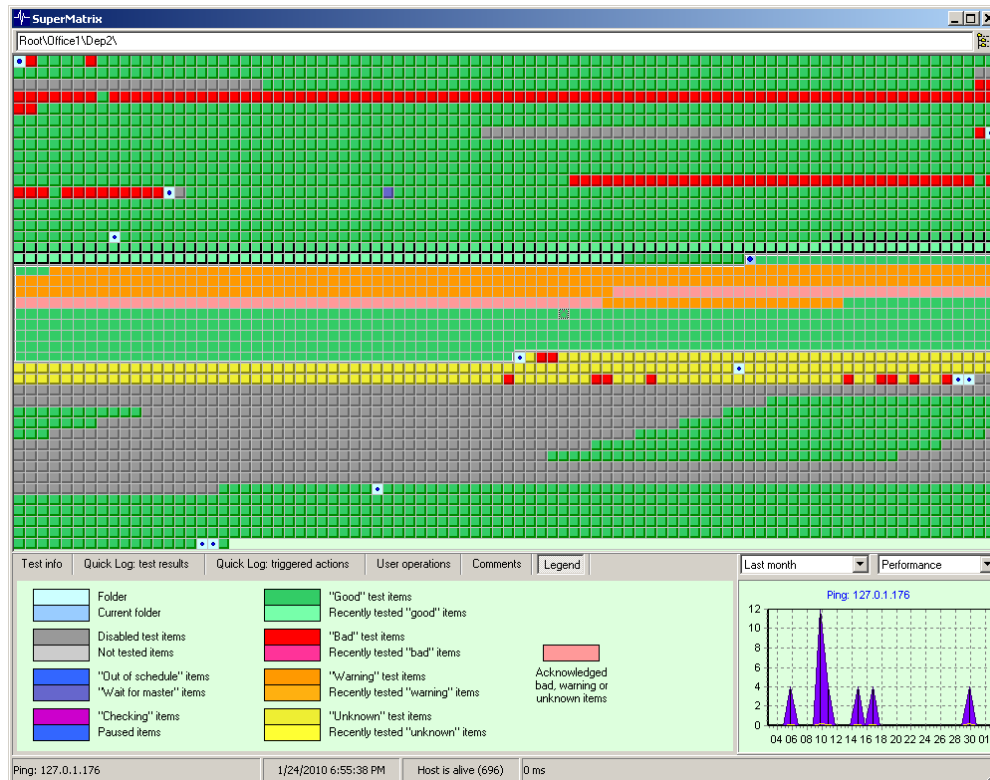 SuperMatrix
Root\Office1\Dep2\
Test info Quick Log: test results Quick Log: triggered actions User operations Comments Legend
Last month Performance
Folder
Current folder
Disabled test items
Not tested items
"Out of schedule" items
"Wait for master" items
"Checking" items
Paused items
"Good" test items
Recently tested "good" items
"Bad" test items
Recently tested "bad" items
"Warning" test items
Recently tested "warning" items
"Unknown" test items
Recently tested "unknown" items
Acknowledged
bad, warning or
unknown items
Ping: 127.0.1.176
12
10
8
6
4
2
0
04 06 08 10 12 14 16 18 20 22 24 26 28 30 01
Ping: 127.0.1.176 1/24/2010 6:55:38 PM Host is alive (696) 0 ms